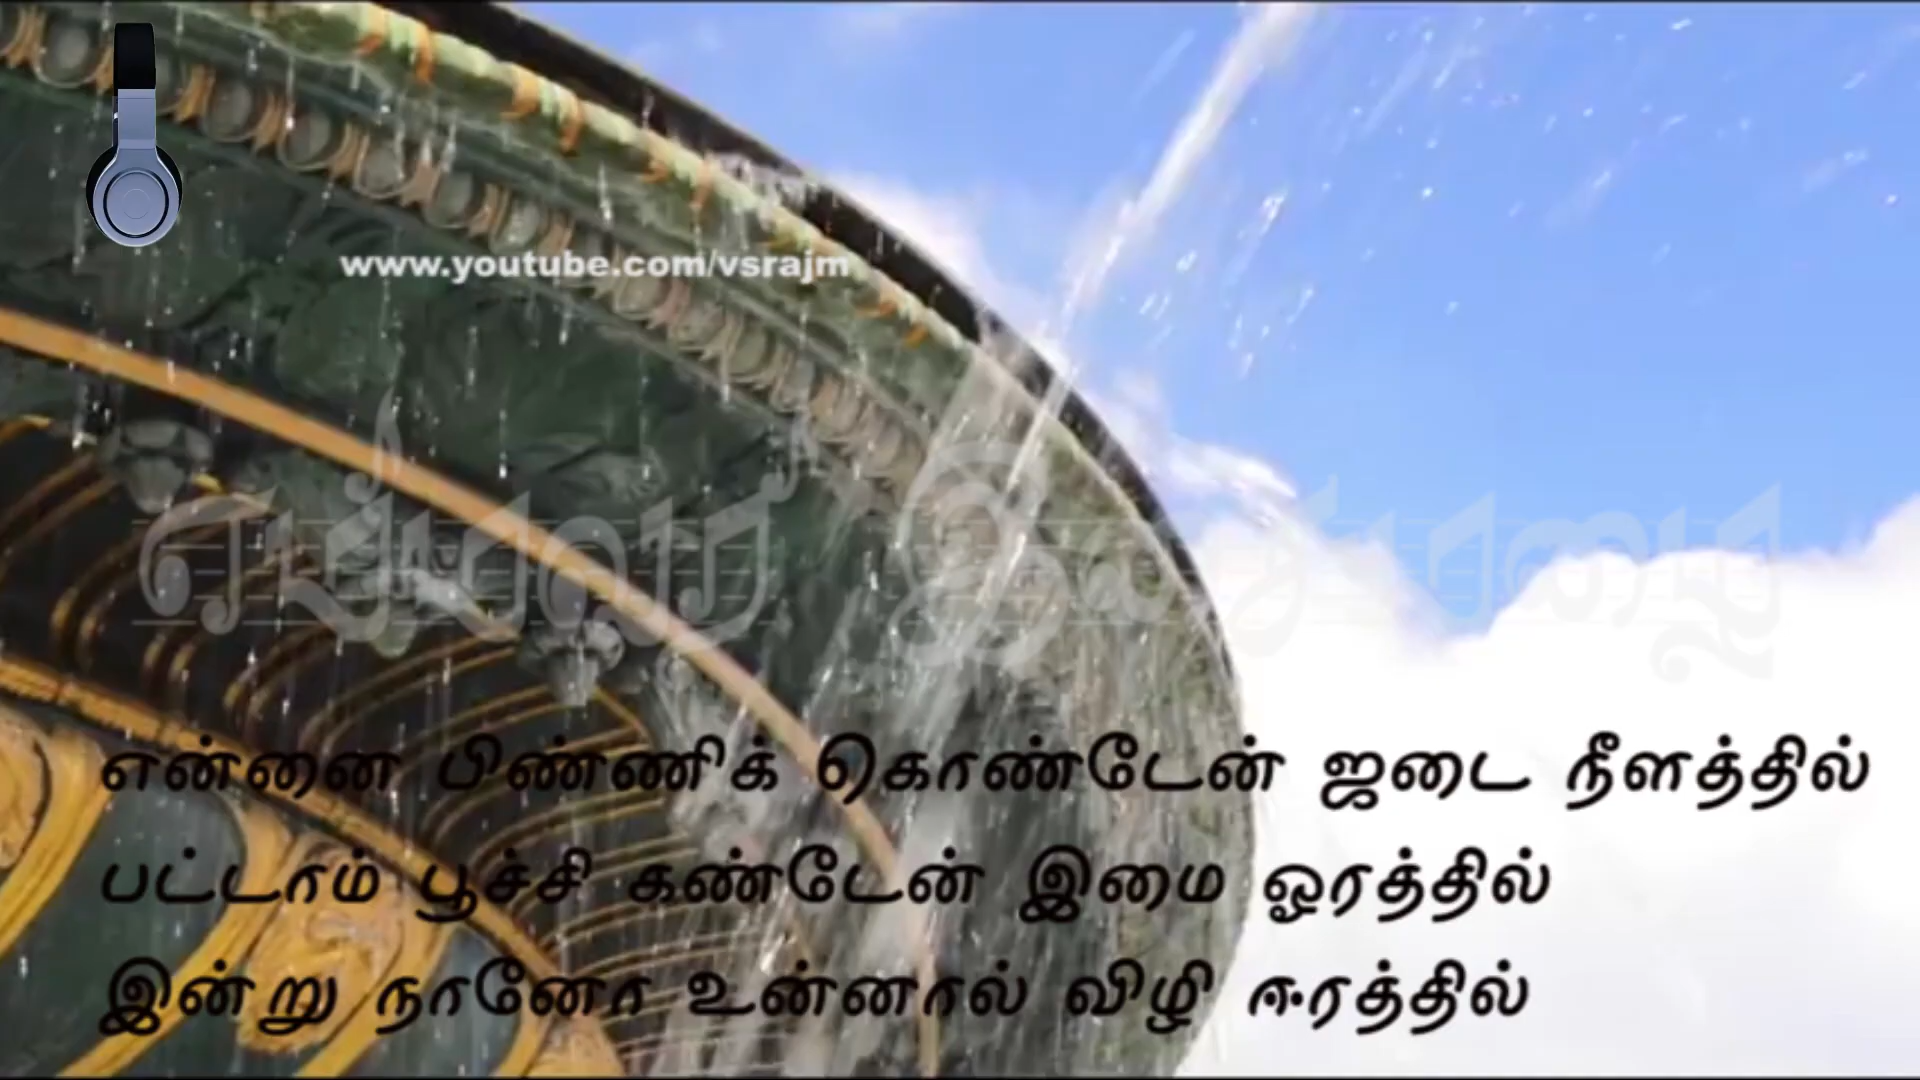 www.youtube.com/vsrajm
என்னை பிண்ணிக் கொண்டேன் ஜடை நீளத்தில்
பட்டாம் பூச்சி கண்டேன் இமை ஓரத்தில்
இன்று நானோ உன்னால் விழி ஈரத்தில்